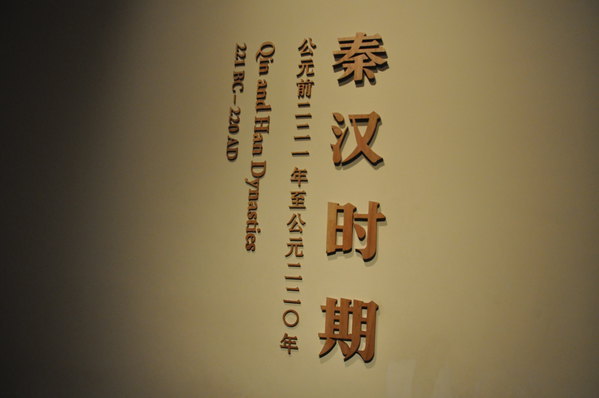 秦汉时期
公元前二二一年至公元二二〇年
Qin and Han Dynastics
221 BC—220 AD